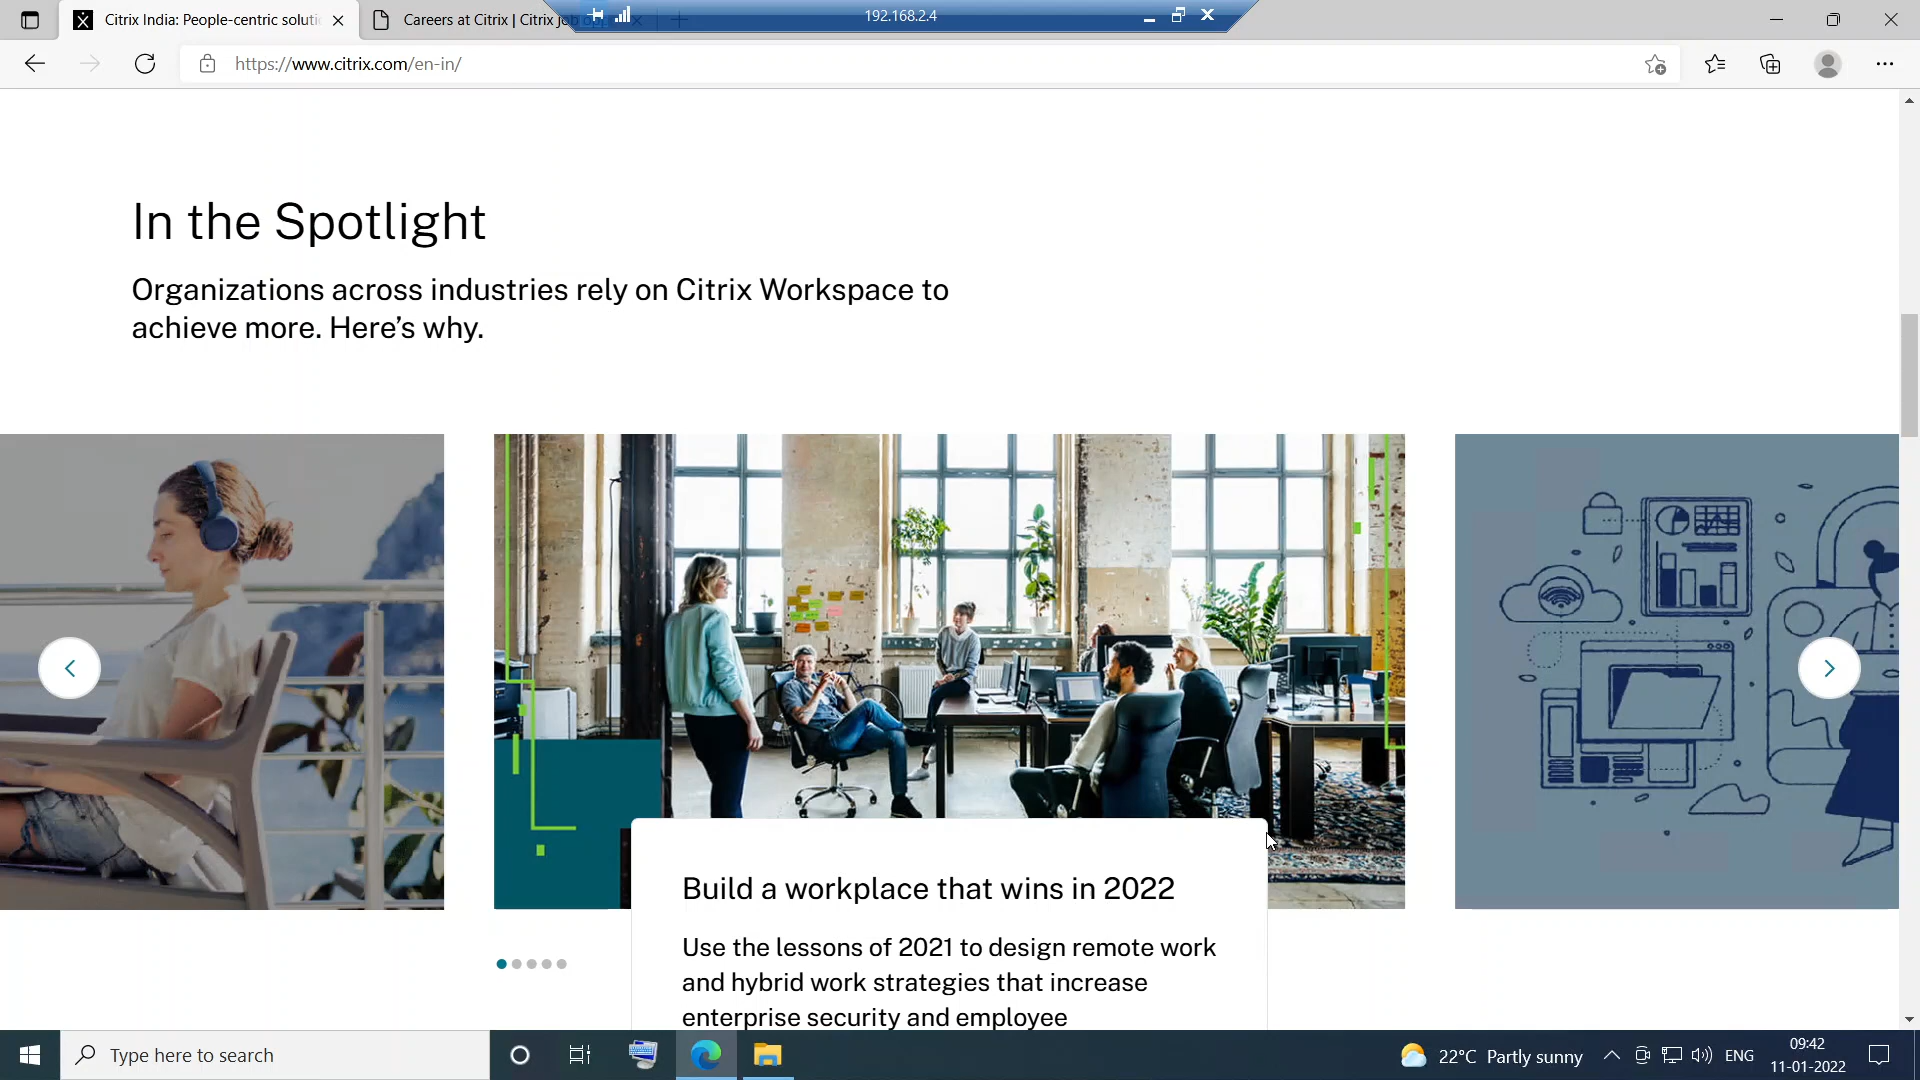 Citrix India: People-centric soluti
Careers at Citrix | Citrix job
192.168.2.4
https://www.citrix.com/en-in/
In the Spotlight
Organizations across industries rely on Citrix Workspace to
achieve more. Here’s why.
Build a workplace that wins in 2022
Use the lessons of 2021 to design remote work
and hybrid work strategies that increase
enterprise security and employee
Type here to search
22°C Partly sunny
ENG
09:42
11-01-2022